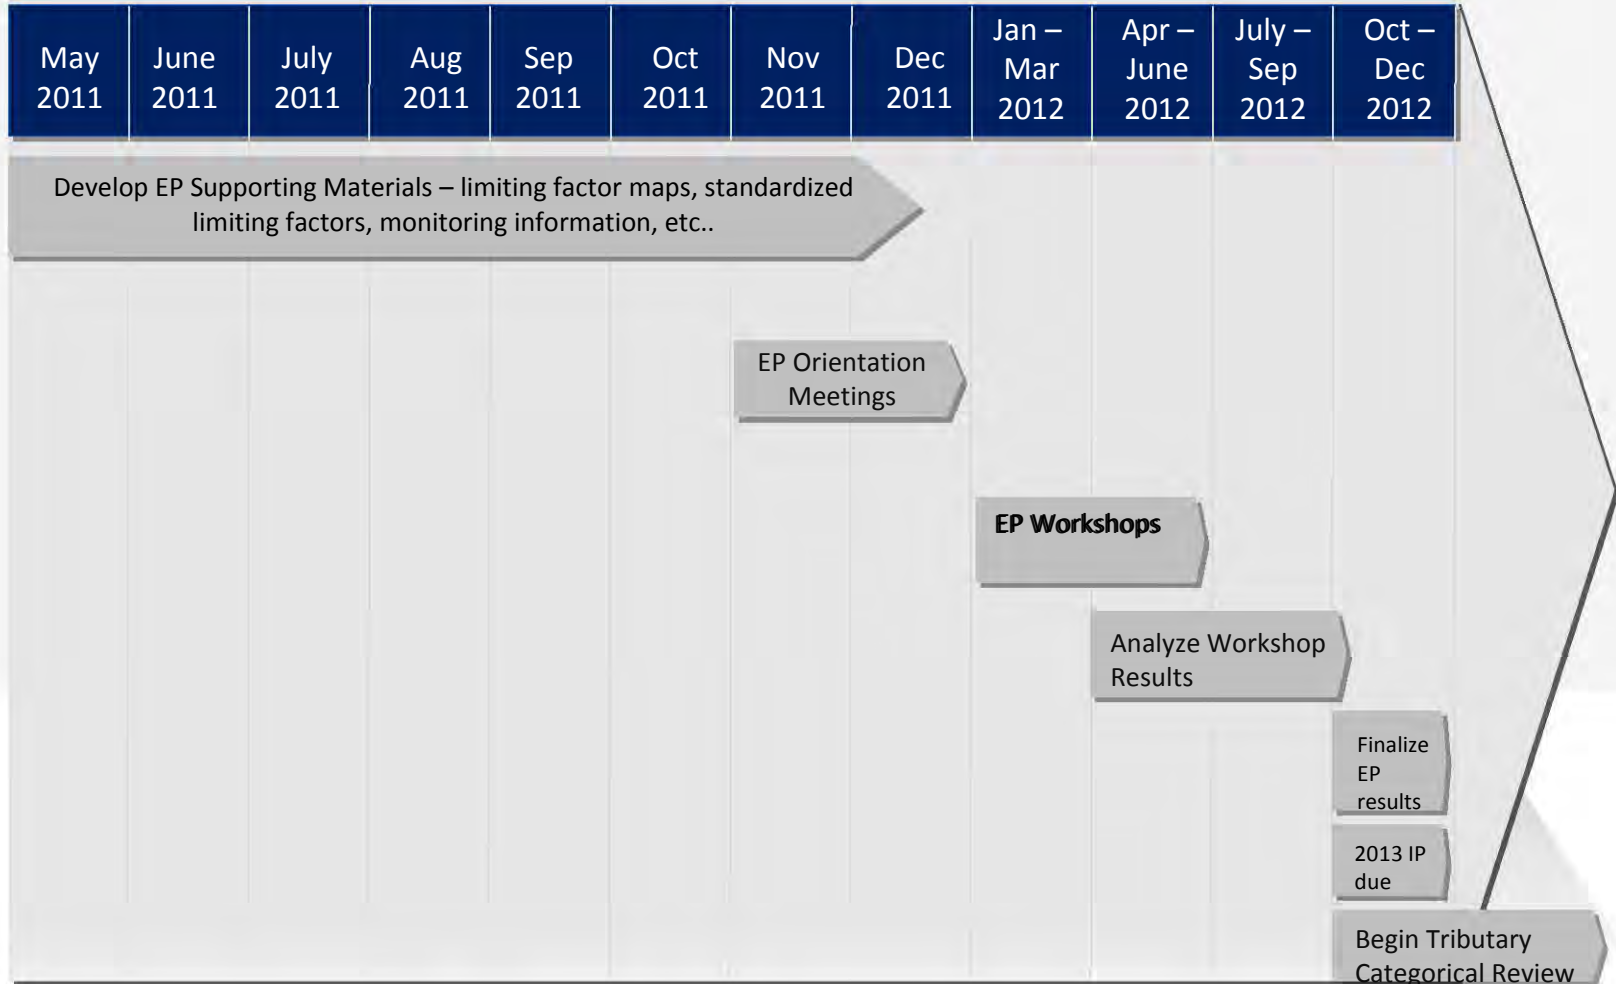 May
2011
June
2011
July
2011
Aug
2011
Sep
2011
Oct
2011
Nov
2011
Dec
2011
Jan –
Mar
2012
Apr –
June
2012
July –
Sep
2012
Oct –
Dec
2012
Develop EP Supporting Materials – limiting factor maps, standardized
limiting factors, monitoring information, etc..
EP Orientation
Meetings
EP Workshops
Analyze Workshop
Results
Finalize
EP
results
2013 IP
due
Begin Tributary
Categorical Review